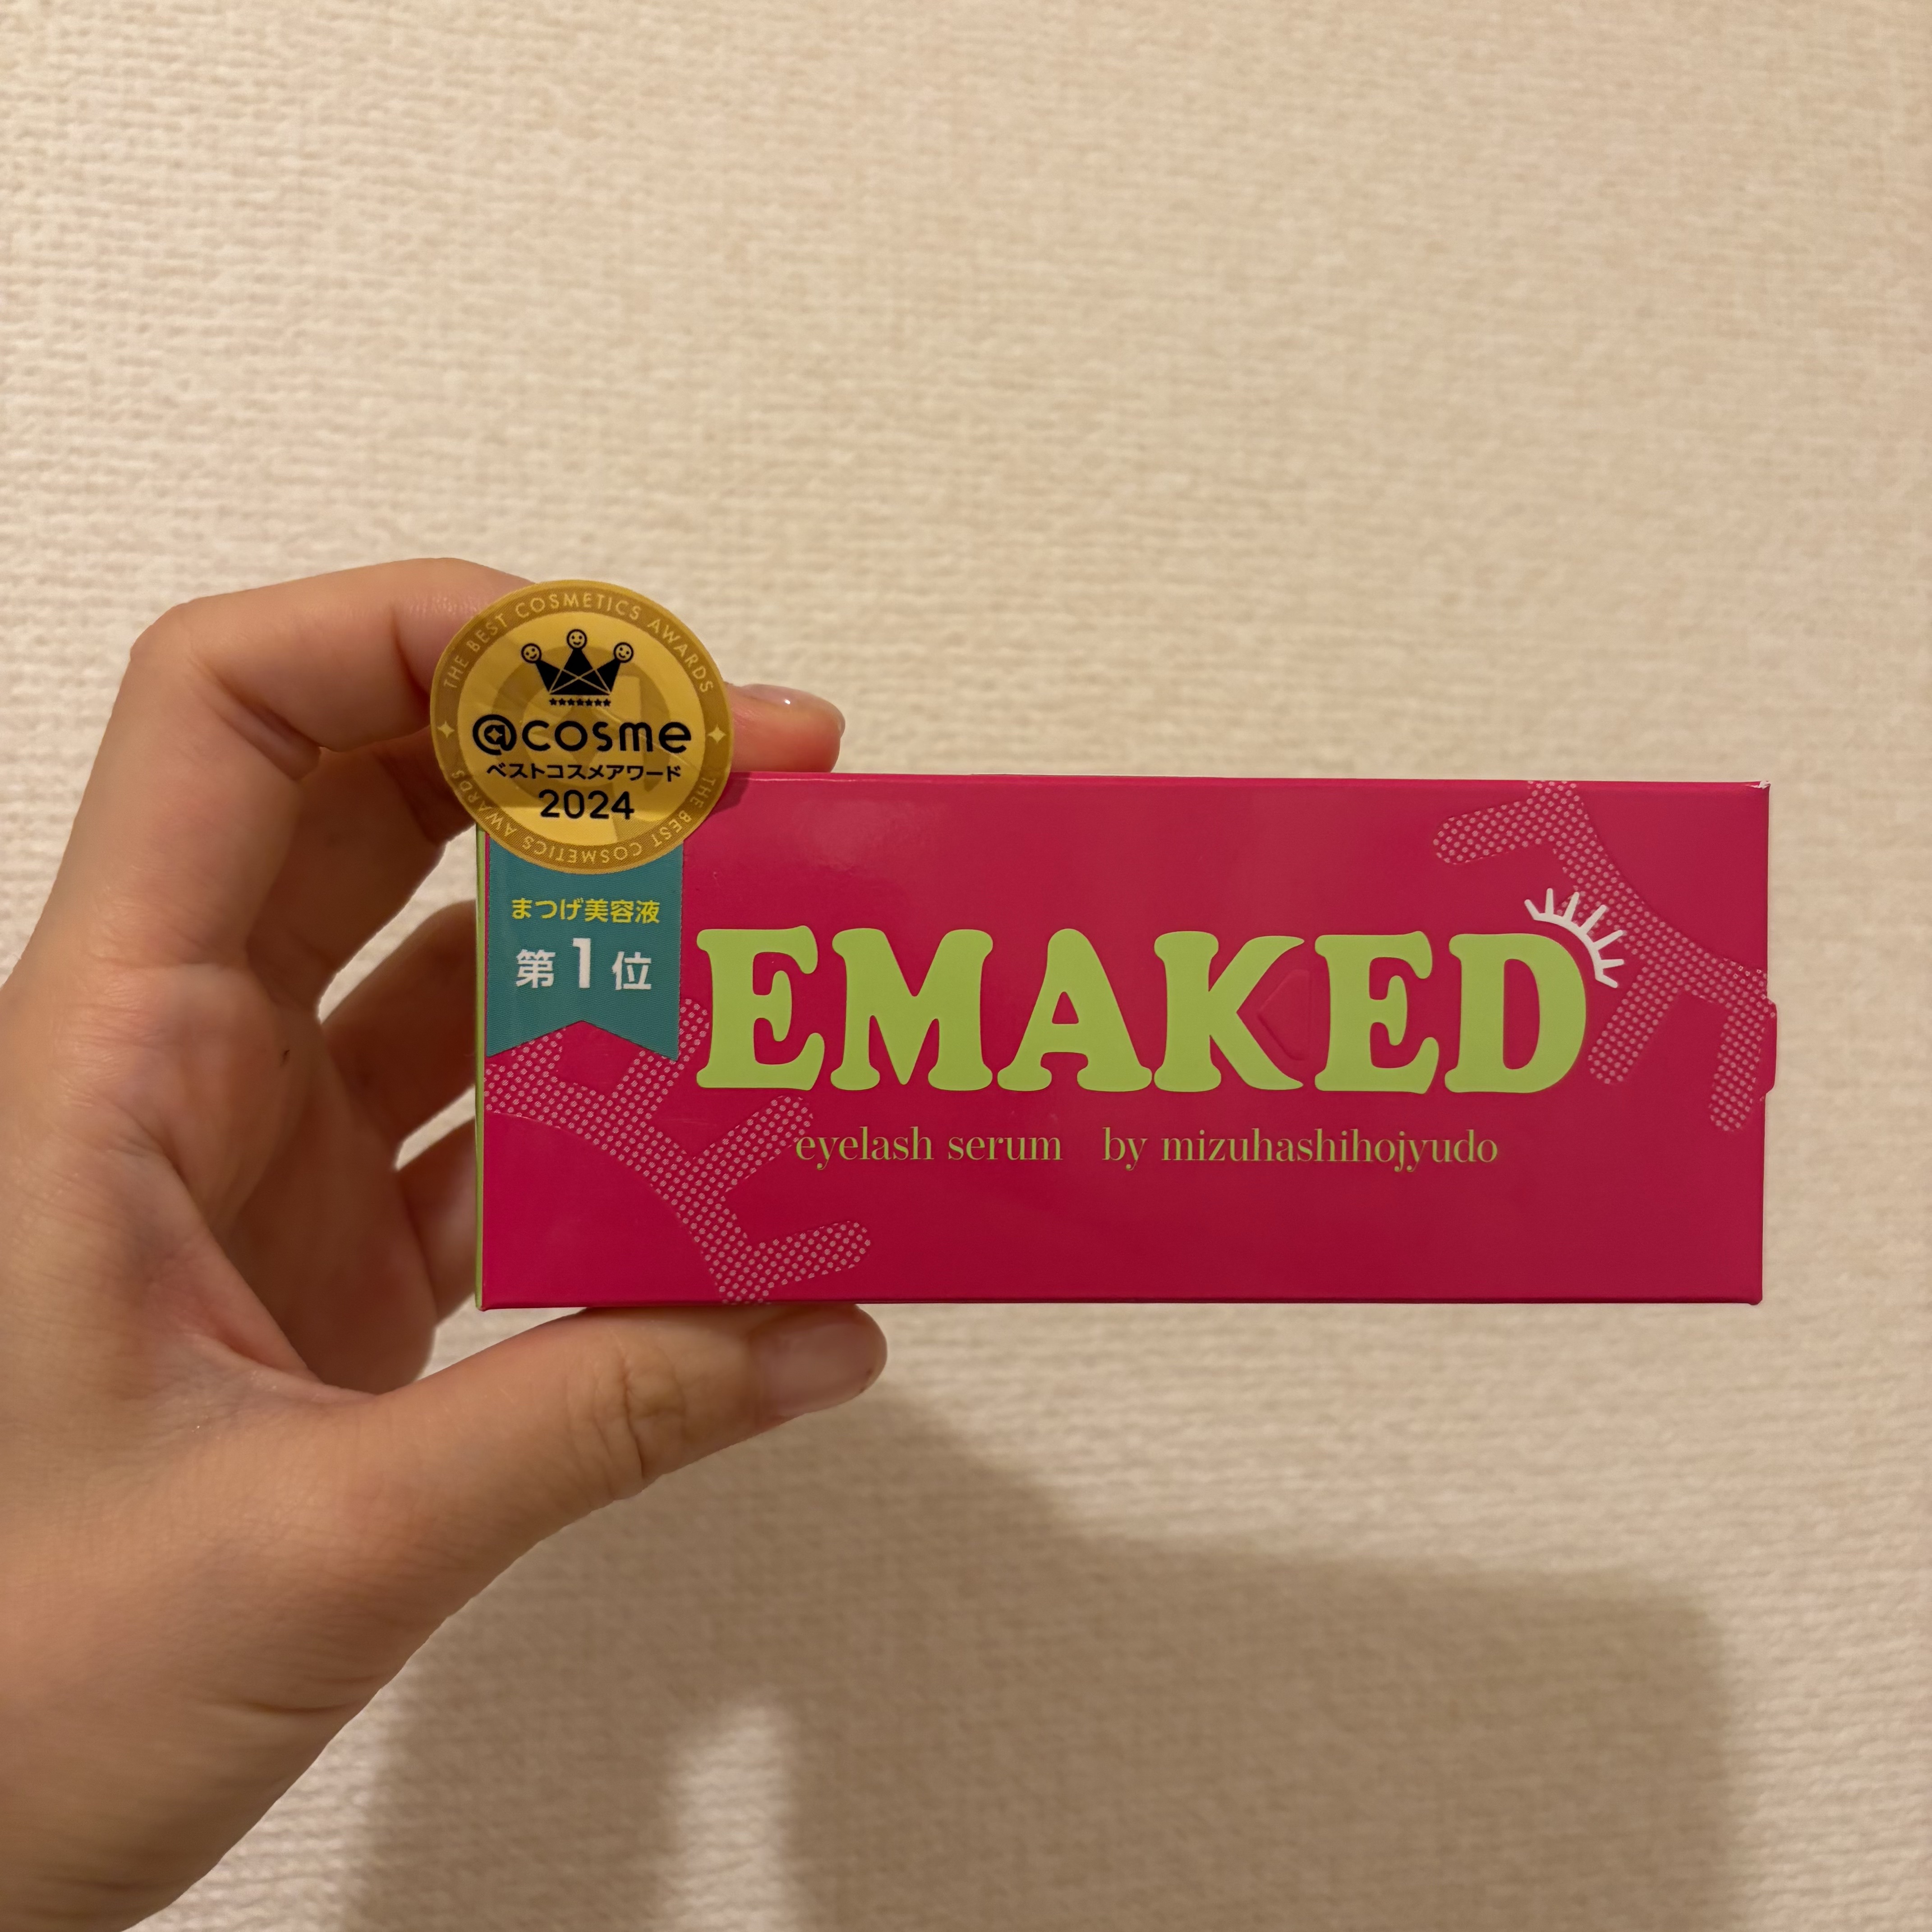 THE BEST COSMETICS AWARDS
@cosme
ベストコスメアワード
2024
THE BEST COSMETICS AWARDS
まつげ美容液
第1位
EMAKED
eyelash serum by mizuhashihojyudo